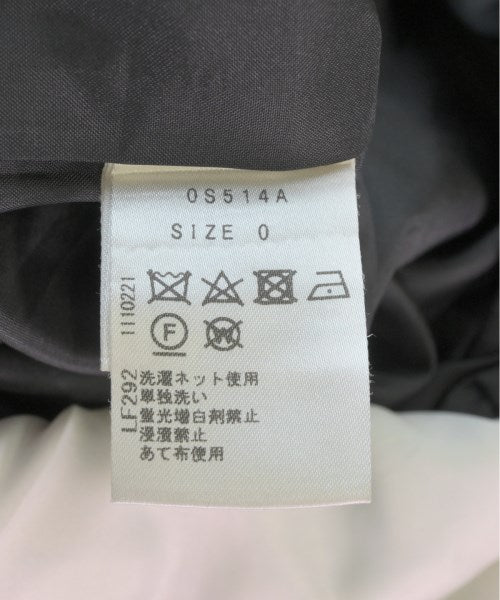 OS514A
SIZE 0
F
W
洗濯ネット使用
単独洗い
蛍光増白剤禁止
浸漬禁止
あて布使用
LF292 1110221